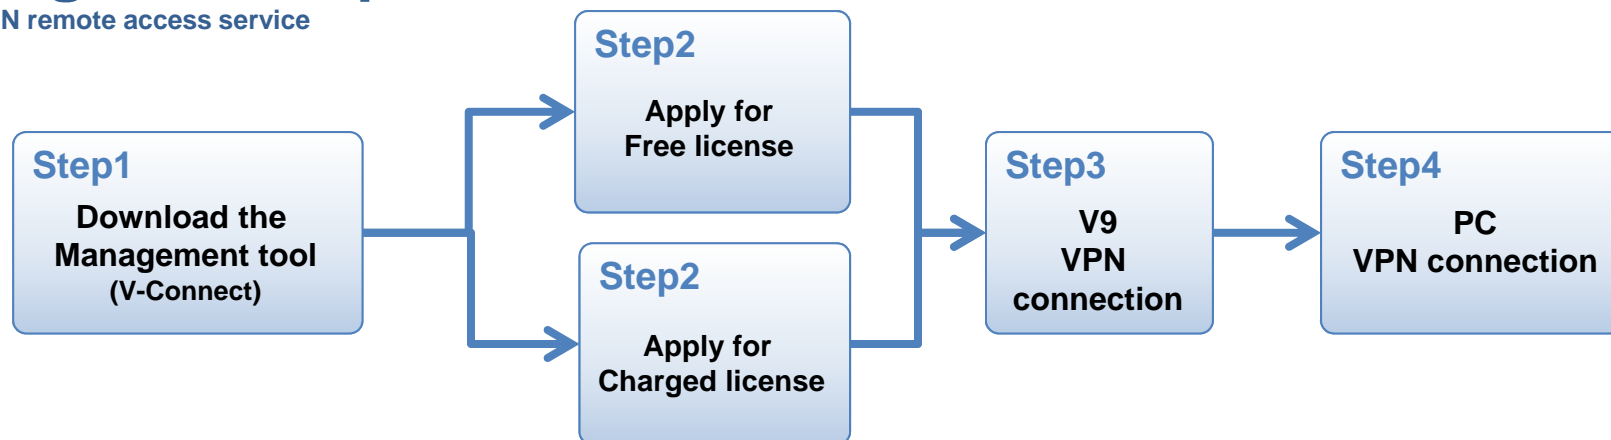 N remote access service
Step1
Download the
Management tool
(V-Connect)
Step2
Apply for
Free license
Step2
Apply for
Charged license
Step3
V9
VPN
connection
Step4
PC
VPN connection